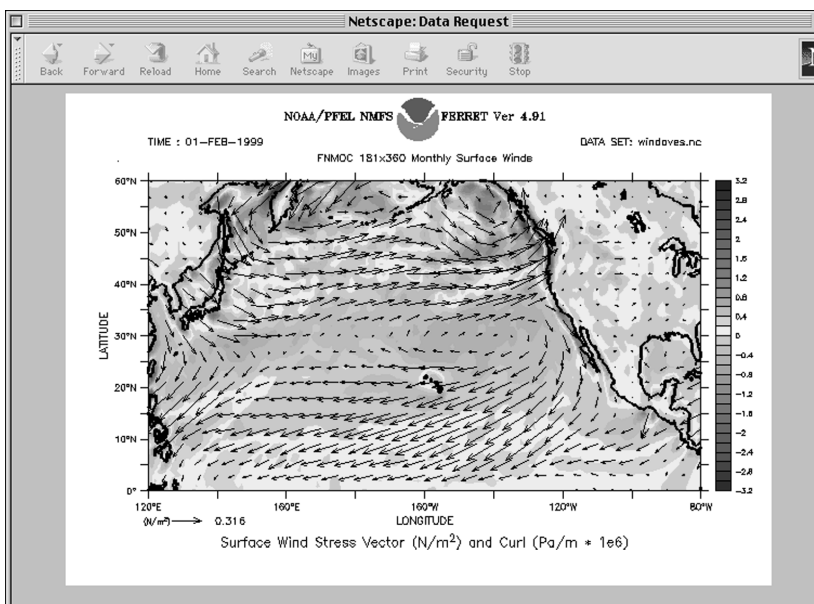 Netscape: Data Request
Back Forward Reload Home Search Netscape Images Print Security Stop
My
NOAA/PFEL NMFS FERRET Ver 4.91
TIME : 01-FEB-1999 DATA SET: windoves.nc
FNMOC 181x360 Monthly Surface Winds
60°N
50°N
40°N
30°N
20°N
10°N
0°
LATITUDE
120°E 160°E 160°W 120°W 80°W
(N/m²) 0.316 LONGITUDE
3.2
2.8
2.4
2
1.6
1.2
0.8
0.4
0
-0.4
-0.8
-1.2
-1.6
-2
-2.4
-2.8
-3.2
Surface Wind Stress Vector (N/m²) and Curl (Pa/m * 1e6)